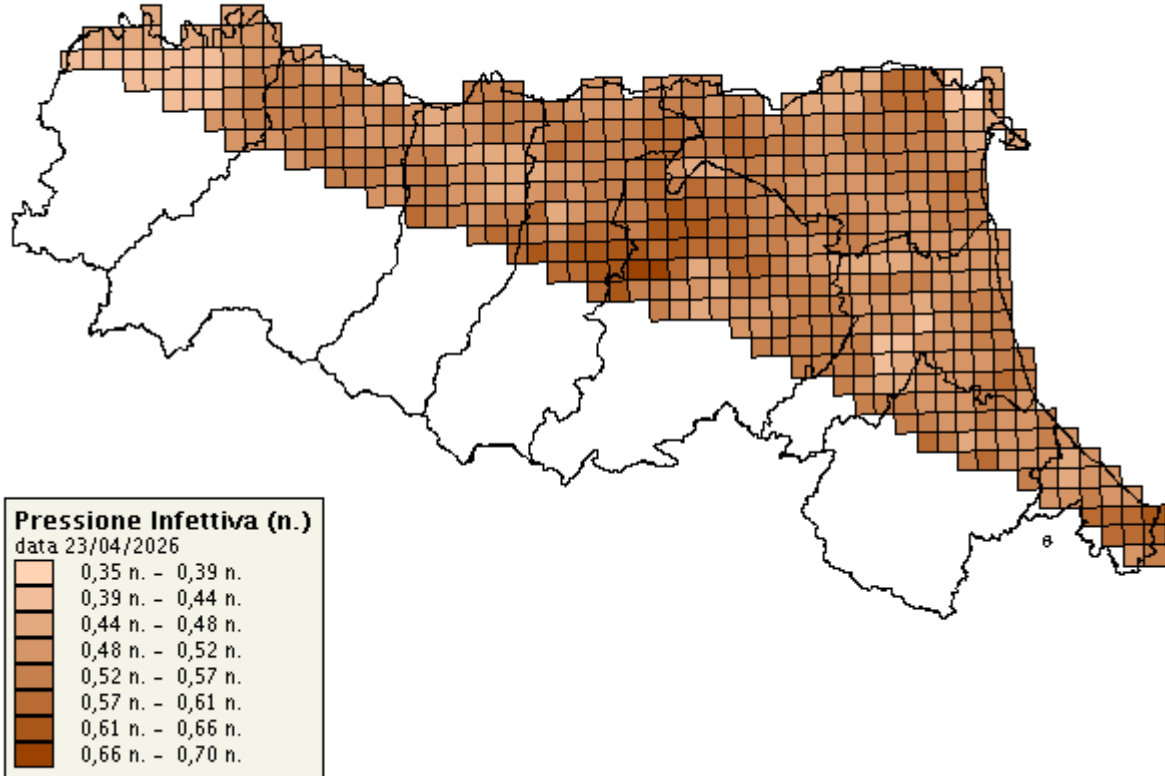 Pressione Infettiva (n.)
data 23/04/2026
0,35 n. - 0,39 n.
0,39 n. - 0,44 n.
0,44 n. - 0,48 n.
0,48 n. - 0,52 n.
0,52 n. - 0,57 n.
0,57 n. - 0,61 n.
0,61 n. - 0,66 n.
0,66 n. - 0,70 n.